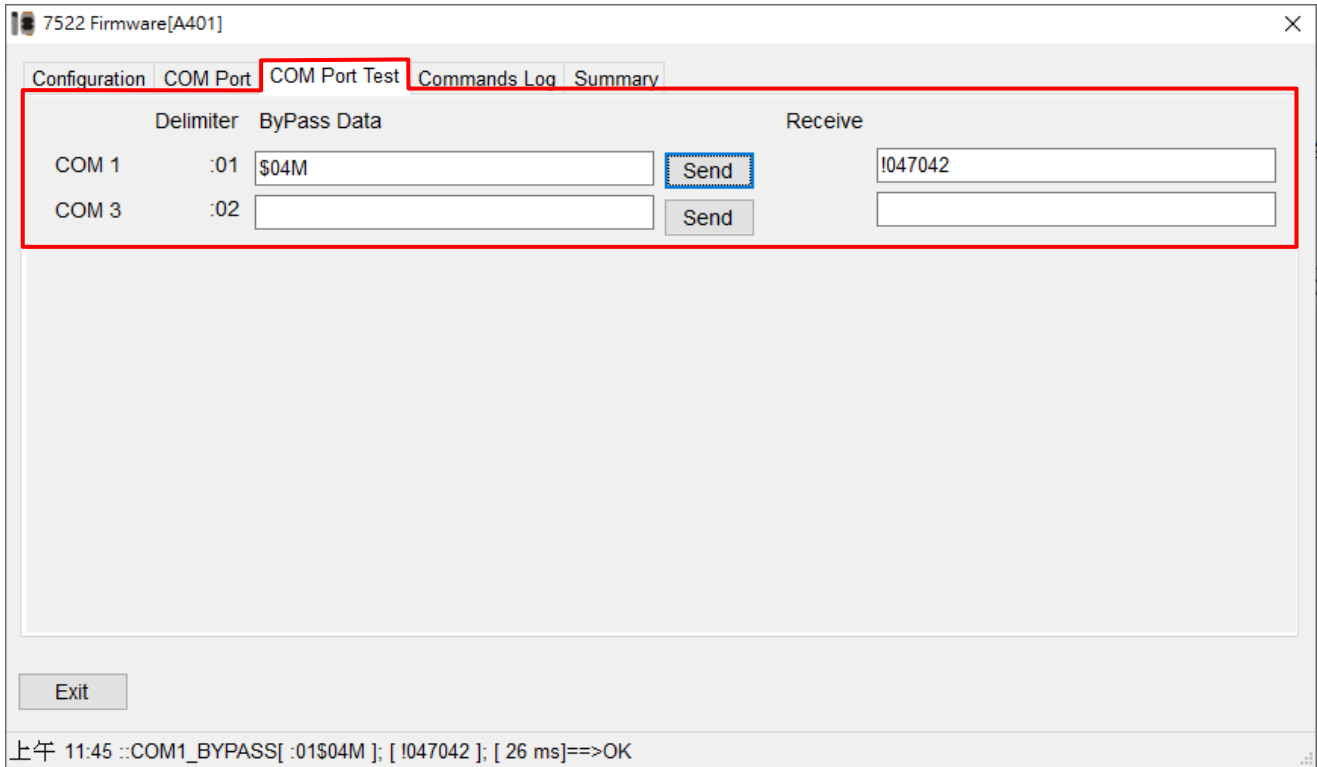 7522 Firmware[A401]
Configuration COM Port COM Port Test Commands Log Summary
Delimiter ByPass Data Receive
COM 1 :01 $04M Send !047042
COM 3 :02 Send
Exit
上午 11:45 ::COM1_BYPASS[ :01$04M ]; [ !047042 ]; [ 26 ms]==>OK